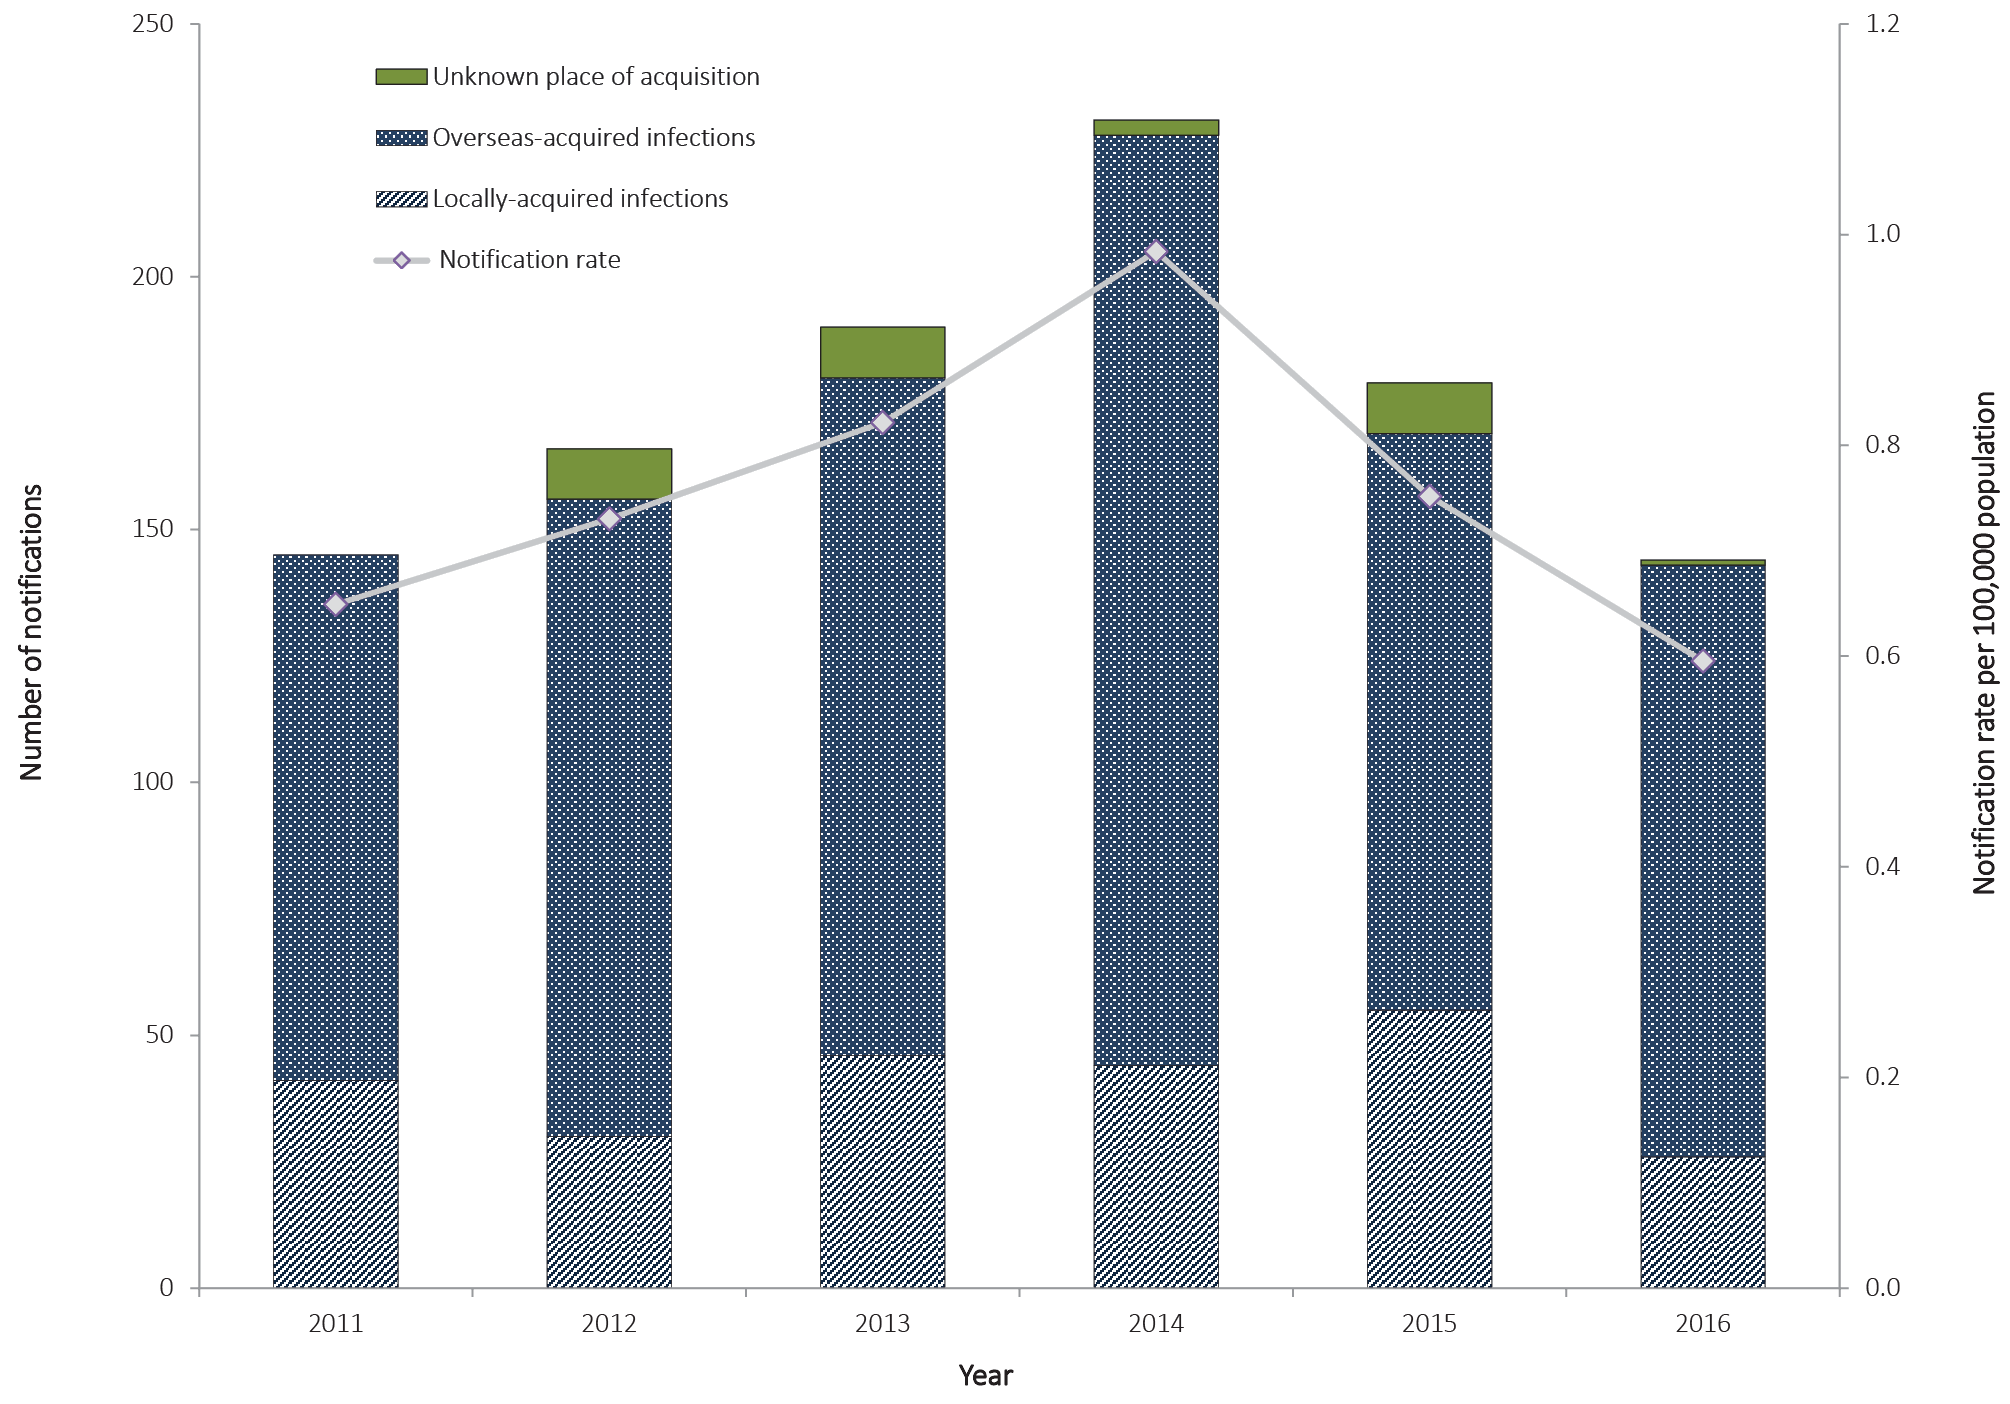 250
200
150
100
50
0
Number of notifications
Unknown place of acquisition
Overseas-acquired infections
Locally-acquired infections
Notification rate
1.2
1.0
0.8
0.6
0.4
0.2
0.0
Notification rate per 100,000 population
2011 2012 2013 2014 2015 2016
Year